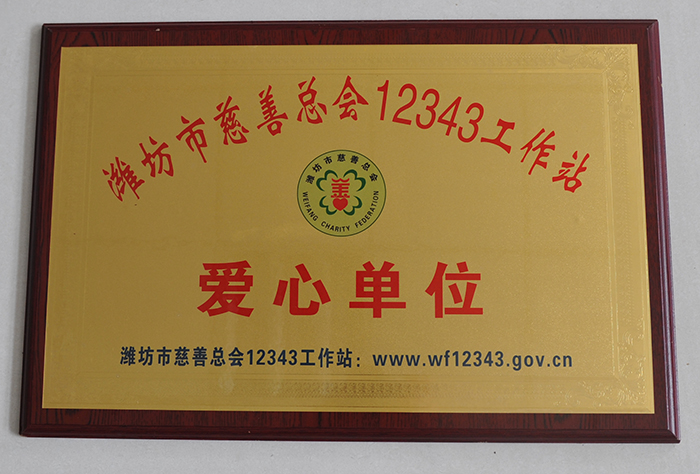 潍坊市慈善总会12343工作站
潍坊市慈善总会
善
WEIFANG CHARITY FEDERATION
爱心单位
潍坊市慈善总会12343工作站：www.wf12343.gov.cn